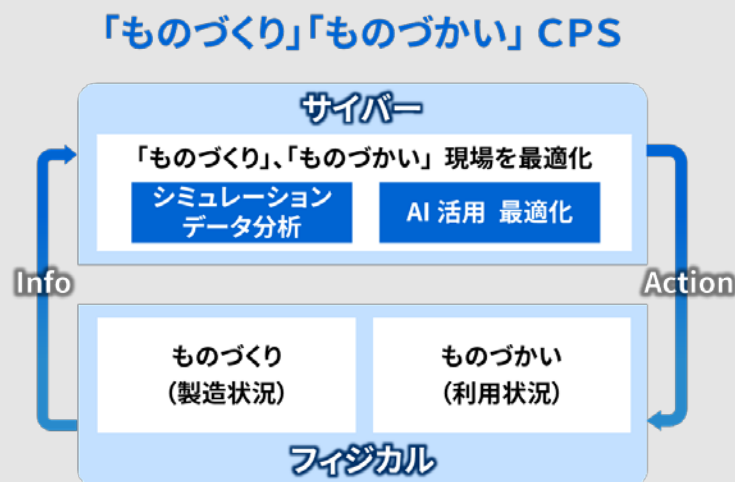 「ものづくり」「ものづかい」 CPS
サイバー
「ものづくり」、「ものづかい」 現場を最適化
シミュレーション
データ分析
AI 活用 最適化
Info
Action
ものづくり
(製造状況)
ものづかい
(利用状況)
フィジカル